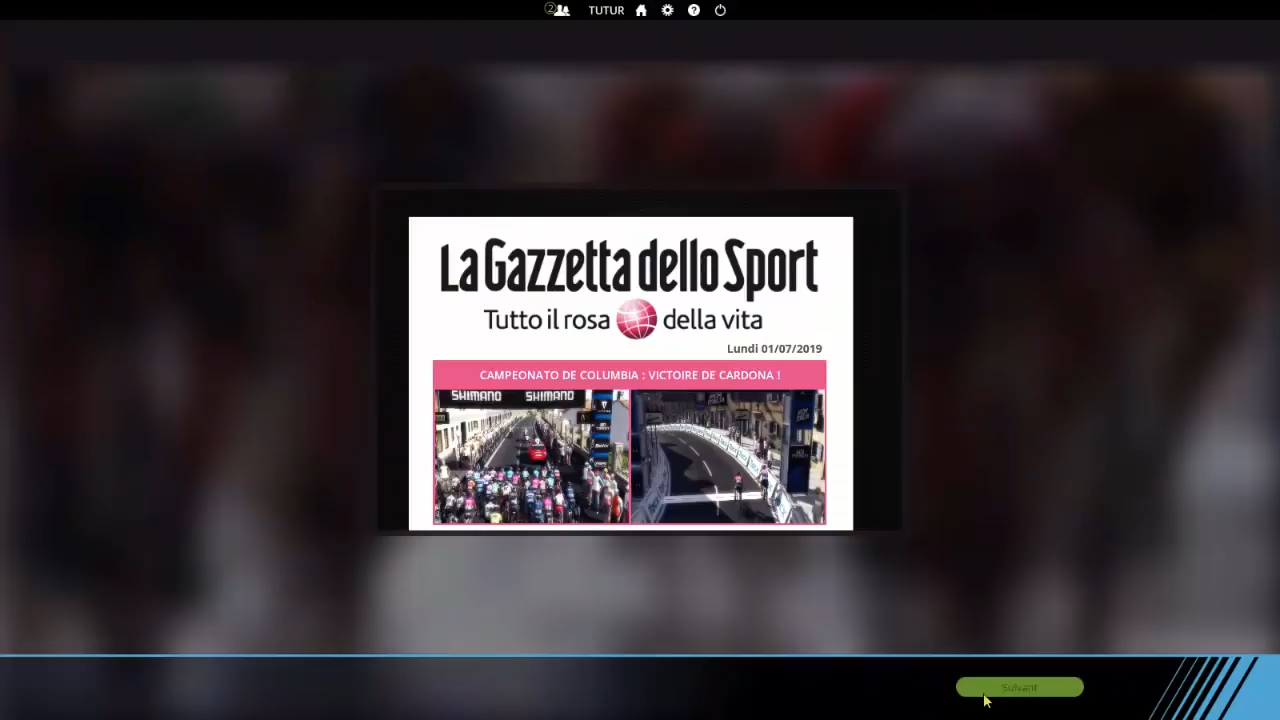 2 TUTUR ?
La Gazzetta dello Sport
Tutto il rosa della vita
Lundi 01/07/2019
CAMPEONATO DE COLUMBIA : VICTOIRE DE CARDONA !
SHIMANO SHIMANO
Suivant